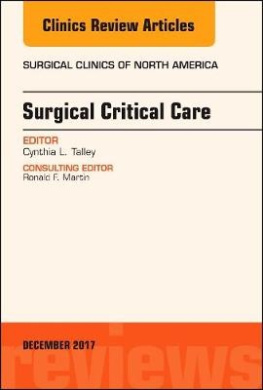 Clinics Review Articles
SURGICAL CLINICS OF NORTH AMERICA
Surgical Critical Care
EDITOR
Cynthia L. Talley
CONSULTING EDITOR
Ronald F. Martin
DECEMBER 2017
reviews